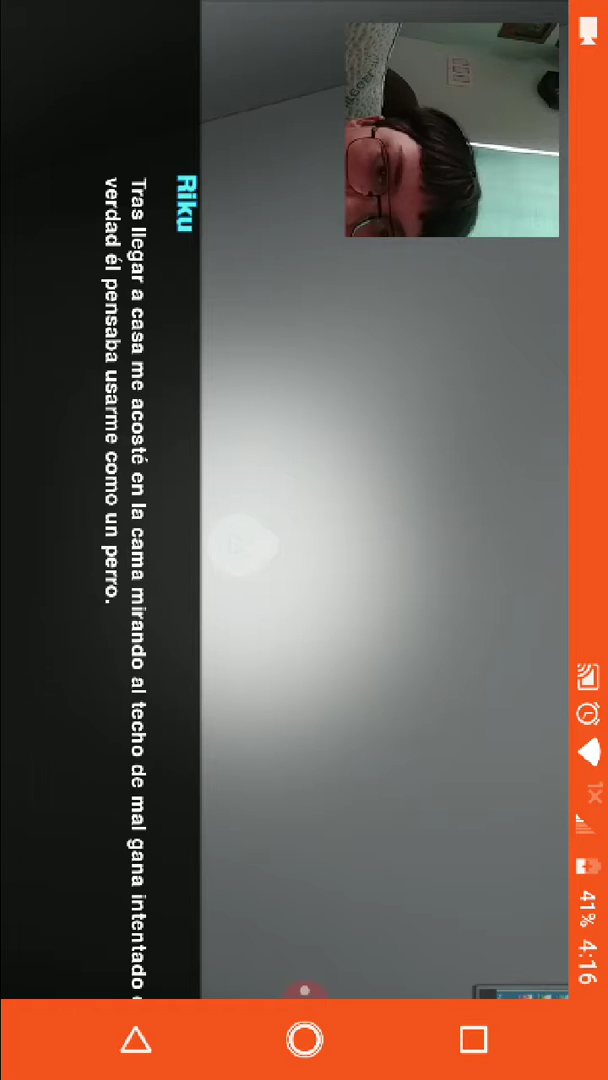 1X
41% 4:16
Riku
Tras llegar a casa me acosté en la cama mirando al techo de mal gana intentado
verdad él pensaba usarme como un perro.